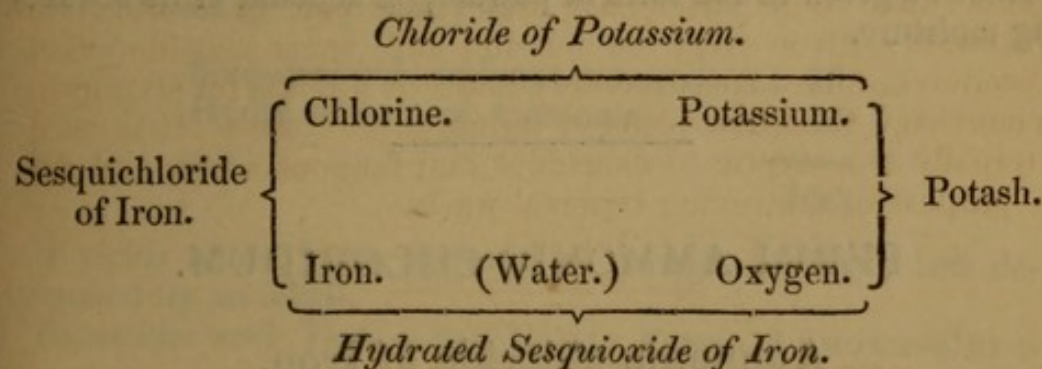 Chloride of Potassium.
Chlorine. Potassium.
Sesquichloride
of Iron.
Potash.
Iron. (Water.) Oxygen.
Hydrated Sesquioxide of Iron.